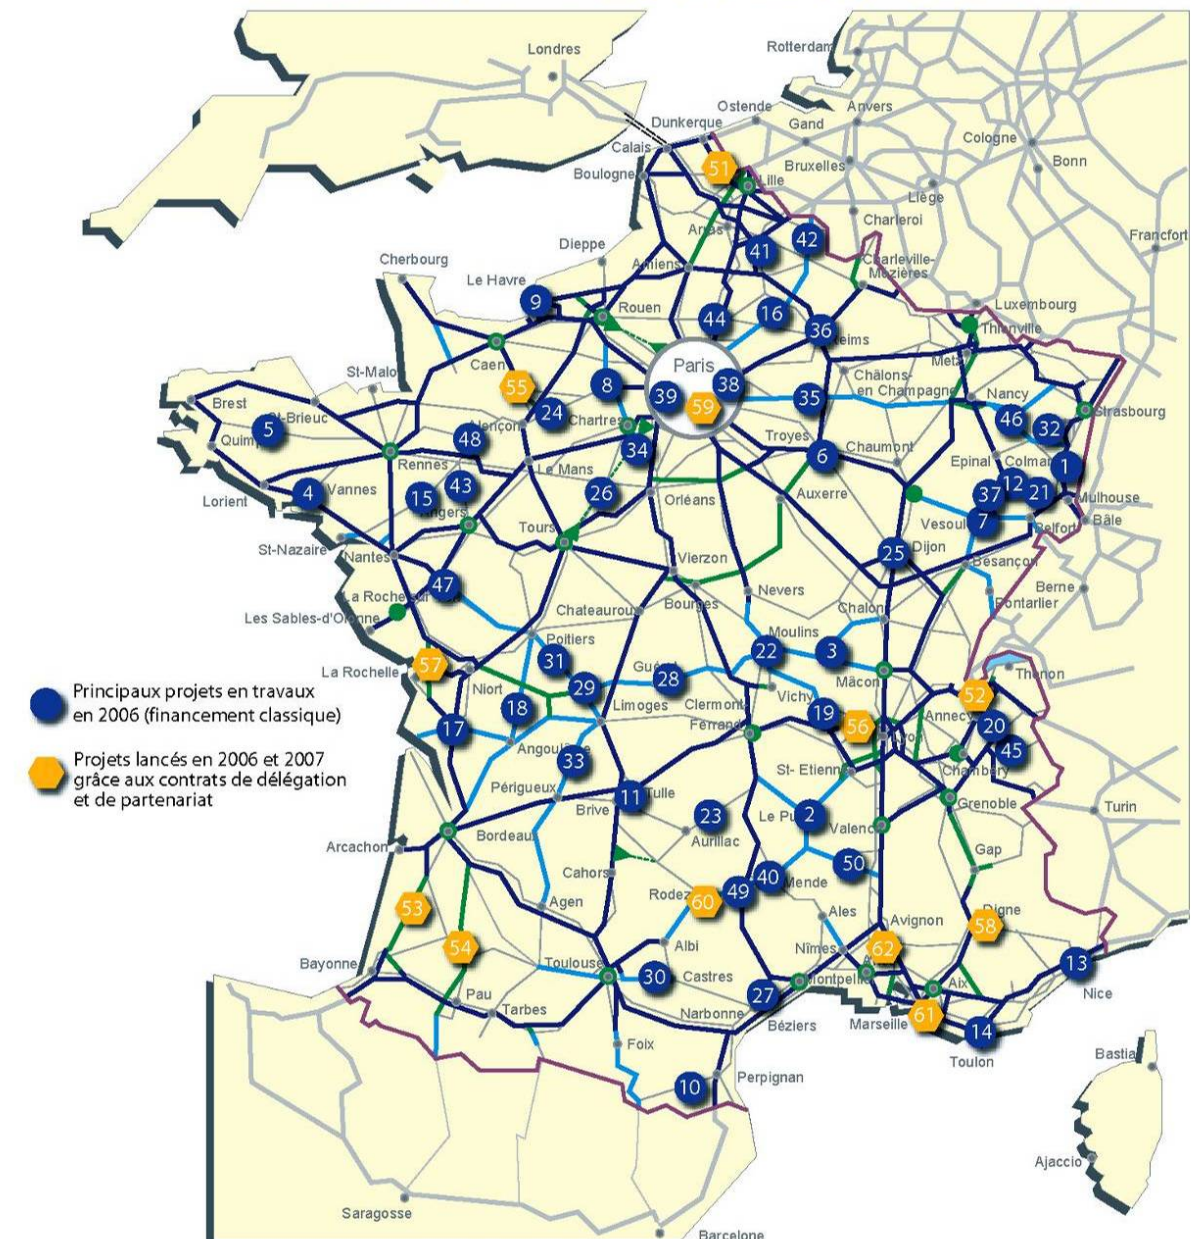 Londres
Rotterdam
Ostende
Anvers
Dunkerque
Gand
Cologne
Calais
Bruxelles
Bonn
Boulogne
51
Lille
Liège
Charleroi
Francfort
Arras
41
42
Dieppe
Cherbourg
Amiens
Charleville-
Mézières
Le Havre
9
Rouen
44
16
36
Reims
Luxembourg
Thionville
Caen
Paris
Metz
St-Malo
55
8
39
38
59
35
Châlons-
en Champagne
Nancy
Brest
St-Brieuc
24
Chartres
46
32
Strasbourg
5
Alençon
48
34
Troyes
6
Chaumont
Quimper
Rennes
Le Mans
Epinal
Colmar
1
Lorient
4
Vannes
15
43
26
Orléans
Auxerre
37
12
21
Mulhouse
Angers
Vesoul
7
Belfort
Bâle
St-Nazaire
Nantes
Tours
Vierzon
25
Dijon
Besançon
47
Berne
La Roche sur
Les Sables-d'Olonne
Chateauroux
Bourges
Nevers
Chalon
Pontarlier
Poitiers
Moulins
La Rochelle
57
31
22
3
Niort
29
Guéret
28
Mâcon
Thonon
Principaux projets en travaux
en 2006 (financement classique)
18
Limoges
Clermont
Ferrand
Vichy
19
56
52
17
Angoulême
Lyon
Annecy
20
45
Projets lancés en 2006 et 2007
grâce aux contrats de délégation
et de partenariat
33
St- Etienne
Chambéry
Périgueux
11
Tulle
Brive
23
Le Puy
2
Grenoble
Turin
Bordeaux
Aurillac
Valence
Arcachon
Gap
Cahors
50
53
Agen
Rodez
60
49
40
Mende
54
Ales
Avignon
Digne
58
Albi
Nîmes
62
Bayonne
Toulouse
30
Castres
Montpellier
Aix
13
Nice
Pau
Tarbes
Narbonne
27
Béziers
Marseille
61
14
Toulon
Foix
10
Perpignan
Bastia
Ajaccio
Saragosse
Barcelone